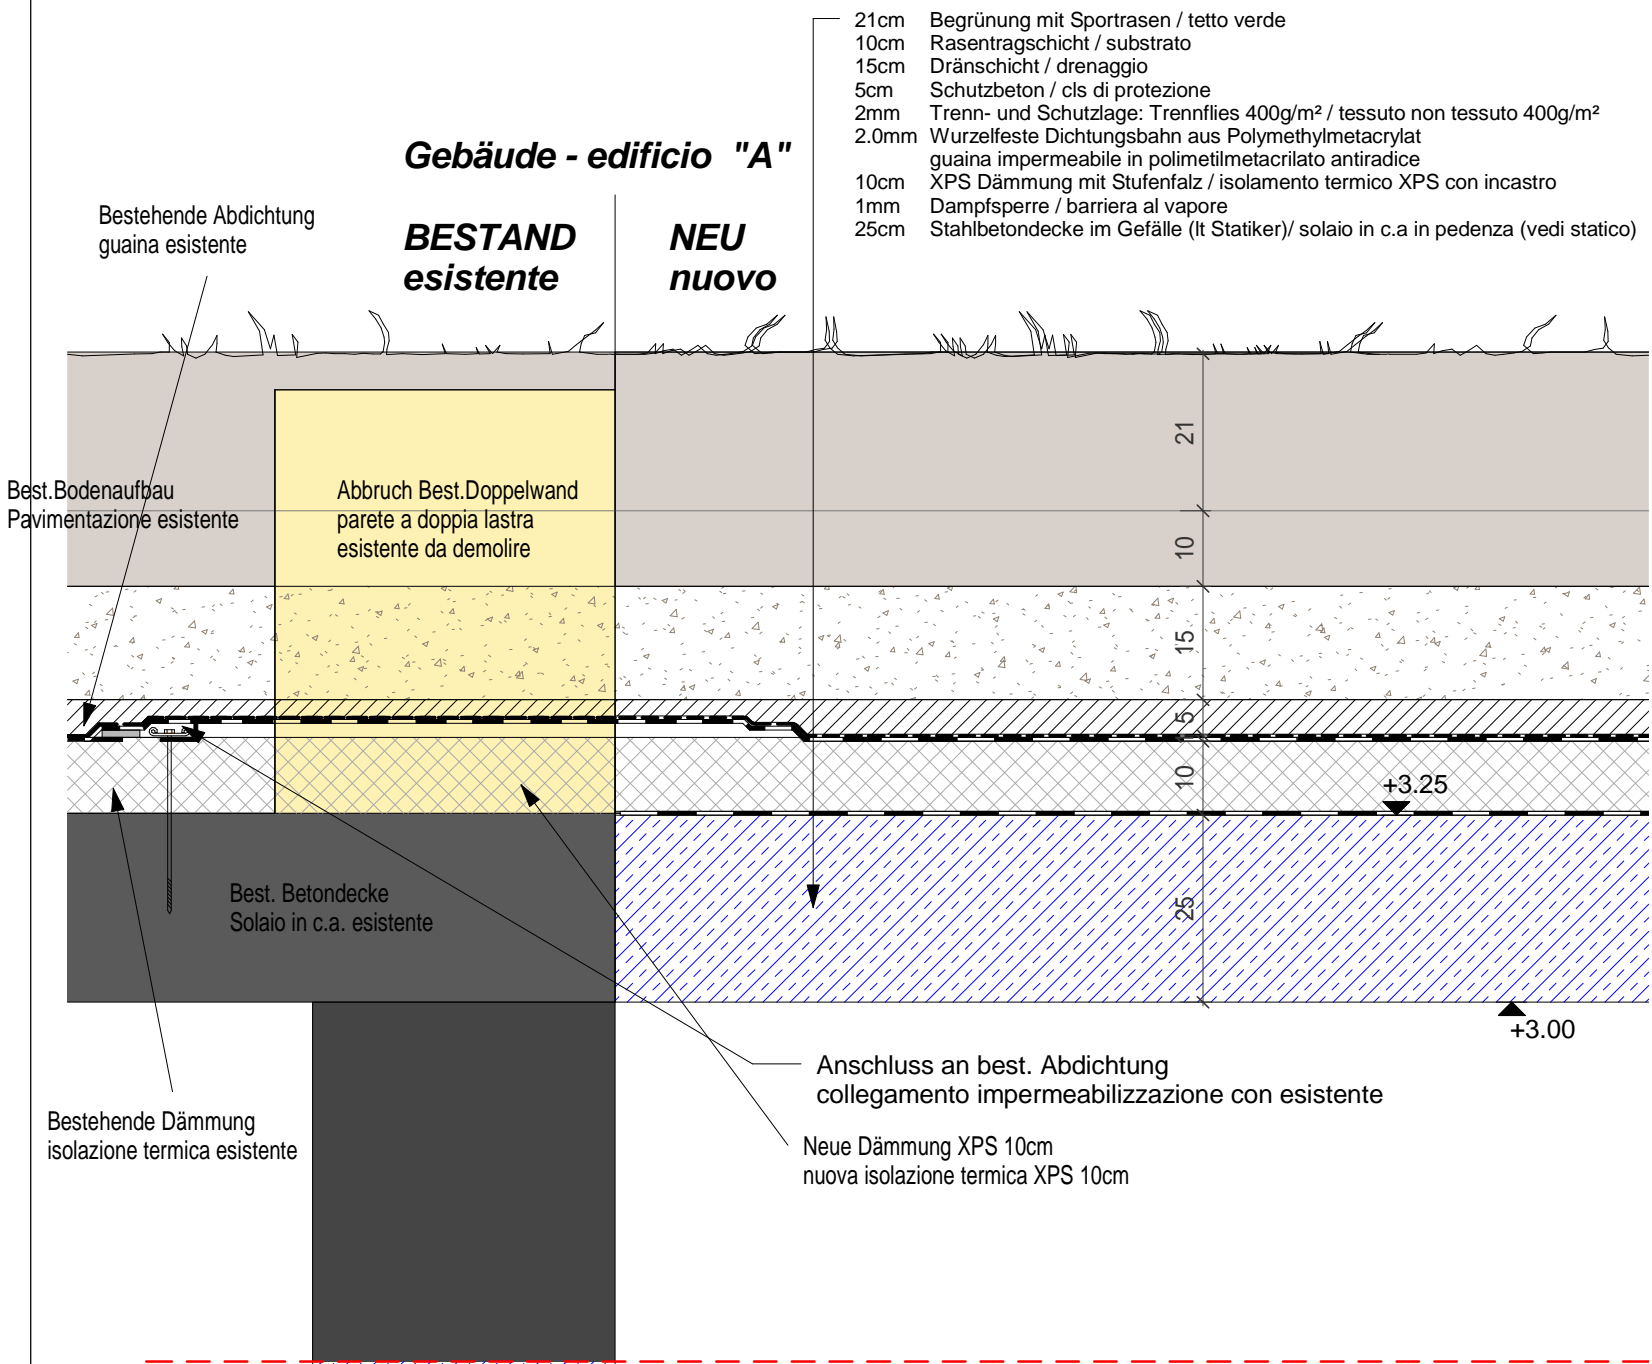 21cm Begrünung mit Sportrasen / tetto verde
10cm Rasentragschicht / substrato
15cm Dränschicht / drenaggio
5cm Schutzbeton / cls di protezione
2mm Trenn- und Schutzlage: Trennflies 400g/m² / tessuto non tessuto 400g/m²
2.0mm Wurzelfeste Dichtungsbahn aus Polymethylmetacrylat
guaina impermeabile in polimetilmetacrilato antiradice
10cm XPS Dämmung mit Stufenfalz / isolamento termico XPS con incastro
1mm Dampfsperre / barriera al vapore
25cm Stahlbetondecke im Gefälle (lt Statiker)/ solaio in c.a in pedenza (vedi statico)
Gebäude - edificio "A"
BESTAND
esistente
NEU
nuovo
Bestehende Abdichtung
guaina esistente
Best.Bodenaufbau
Pavimentazione esistente
Abbruch Best.Doppelwand
parete a doppia lastra
esistente da demolire
21
10
15
5
10
+3.25
25
Best. Betondecke
Solaio in c.a. esistente
+3.00
Anschluss an best. Abdichtung
collegamento impermeabilizzazione con esistente
Bestehende Dämmung
isolazione termica esistente
Neue Dämmung XPS 10cm
nuova isolazione termica XPS 10cm